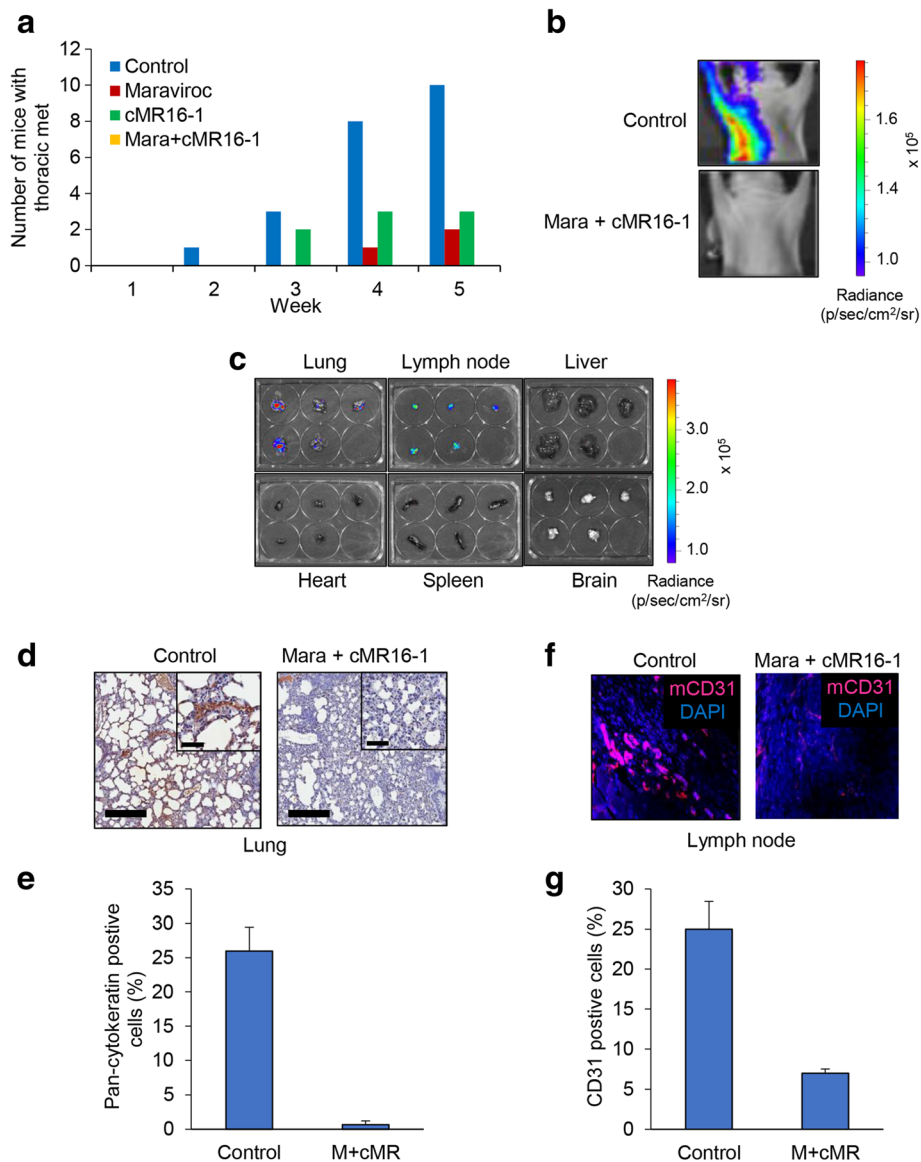 a
Number of mice with
thoracic met
12
10
8
6
4
2
0
Control
Maraviroc
cMR16-1
Mara+cMR16-1
1
2
3
4
5
Week
b
Control
Mara + cMR16-1
1.6
1.4
1.0
x 10⁵
Radiance
(p/sec/cm²/sr)
c
Lung
Lymph node
Liver
Heart
Spleen
Brain
3.0
2.0
1.0
x 10⁵
Radiance
(p/sec/cm²/sr)
d
Control
Mara + cMR16-1
Lung
f
Control
Mara + cMR16-1
mCD31
DAPI
mCD31
DAPI
Lymph node
e
Pan-cytokeratin postive
cells (%)
35
30
25
20
15
10
5
0
Control
M+cMR
g
CD31 postive cells (%)
30
25
20
15
10
5
0
Control
M+cMR